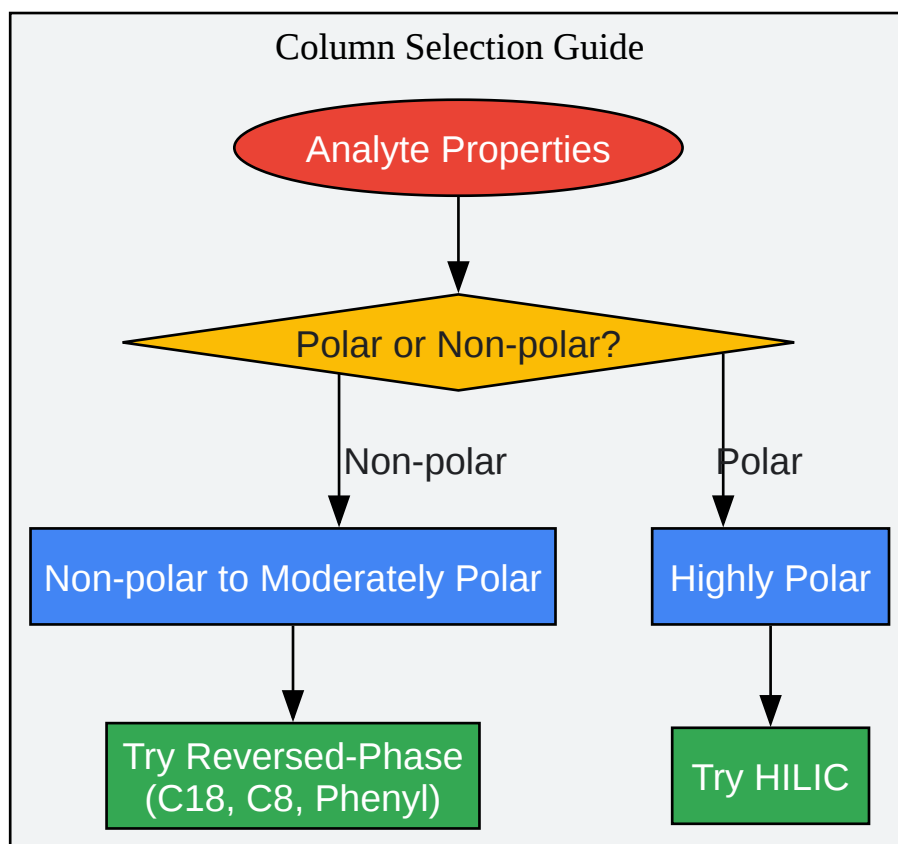 Column Selection Guide
Analyte Properties
Polar or Non-polar?
Non-polar
Polar
Non-polar to Moderately Polar
Highly Polar
Try Reversed-Phase
(C18, C8, Phenyl)
Try HILIC